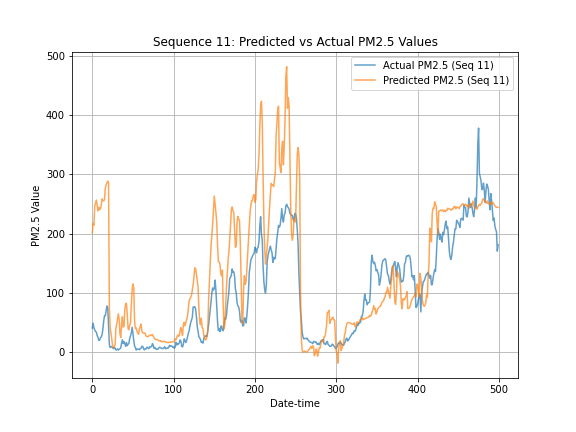 Sequence 11: Predicted vs Actual PM2.5 Values
Actual PM2.5 (Seq 11)
Predicted PM2.5 (Seq 11)
PM2.5 Value
500
400
300
200
100
0
0 100 200 300 400 500
Date-time